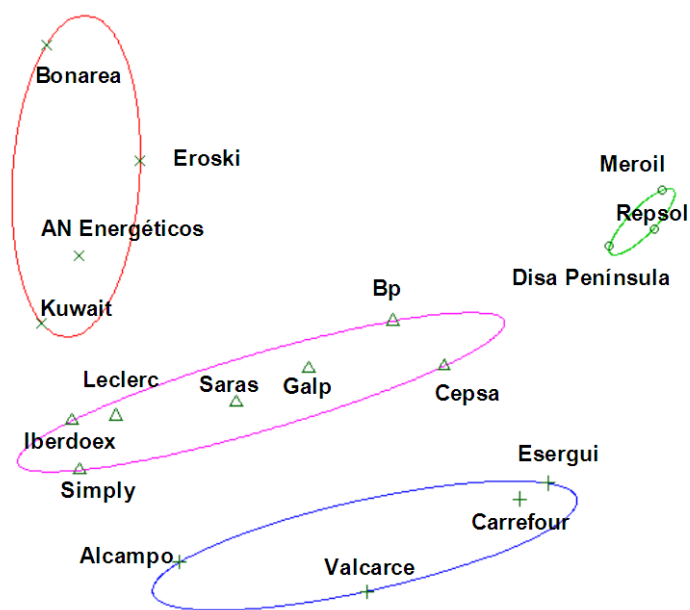 Bonarea
Eroski
Meroil
Repsol
AN Energéticos
Disa Península
Bp
Kuwait
Leclerc
Saras
Galp
Cepsa
Iberdoex
Simply
Esergui
Carrefour
Alcampo
Valcarce